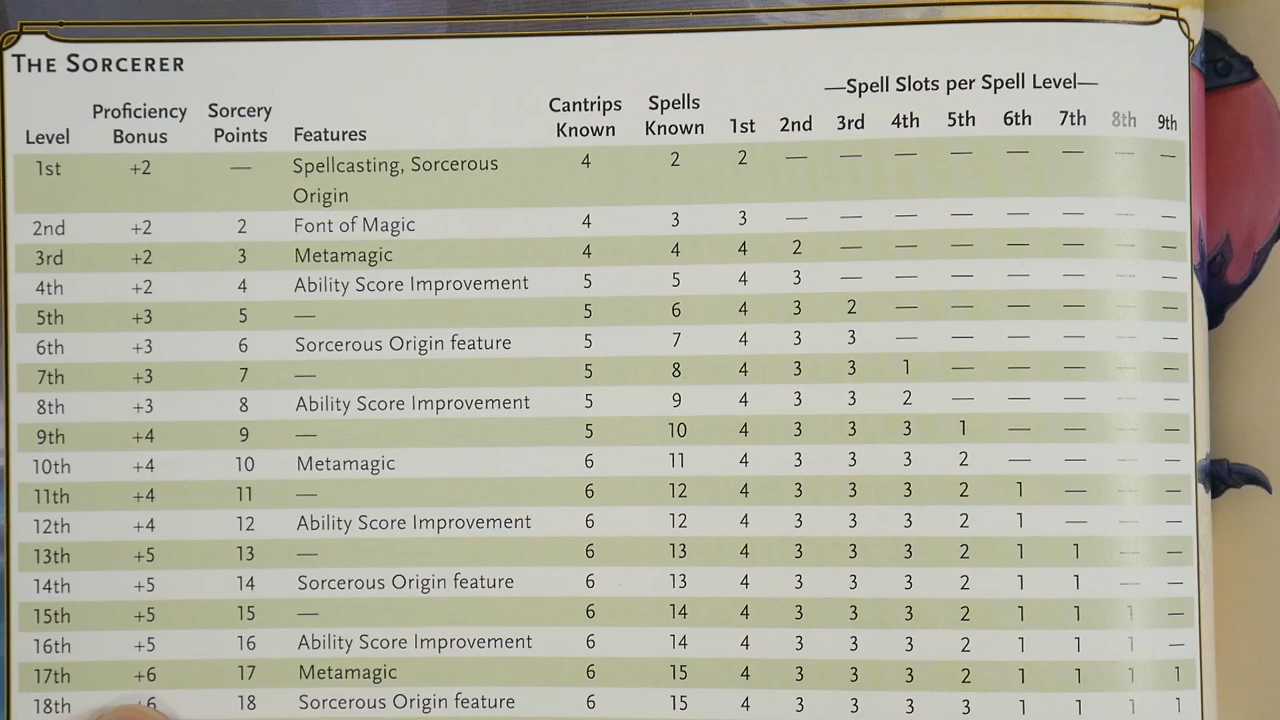 THE SORCERER
—Spell Slots per Spell Level—
Level Proficiency Bonus Sorcery Points Features Cantrips Known Spells Known 1st 2nd 3rd 4th 5th 6th 7th 8th 9th
1st +2 — Spellcasting, Sorcerous 4 2 2 — — — — — — — —
Origin
2nd +2 2 Font of Magic 4 3 3 — — — — — — — —
3rd +2 3 Metamagic 4 4 4 2 — — — — — — —
4th +2 4 Ability Score Improvement 5 5 4 3 — — — — — — —
5th +3 5 — 5 6 4 3 2 — — — — — —
6th +3 6 Sorcerous Origin feature 5 7 4 3 3 — — — — — —
7th +3 7 — 5 8 4 3 3 1 — — — — —
8th +3 8 Ability Score Improvement 5 9 4 3 3 2 — — — — —
9th +4 9 — 5 10 4 3 3 3 1 — — — —
10th +4 10 Metamagic 6 11 4 3 3 3 2 — — — —
11th +4 11 — 6 12 4 3 3 3 2 1 — — —
12th +4 12 Ability Score Improvement 6 12 4 3 3 3 2 1 — — —
13th +5 13 — 6 13 4 3 3 3 2 1 1 — —
14th +5 14 Sorcerous Origin feature 6 13 4 3 3 3 2 1 1 — —
15th +5 15 — 6 14 4 3 3 3 2 1 1 1 —
16th +5 16 Ability Score Improvement 6 14 4 3 3 3 2 1 1 1 —
17th +6 17 Metamagic 6 15 4 3 3 3 2 1 1 1 1
18th +6 18 Sorcerous Origin feature 6 15 4 3 3 3 3 1 1 1 1